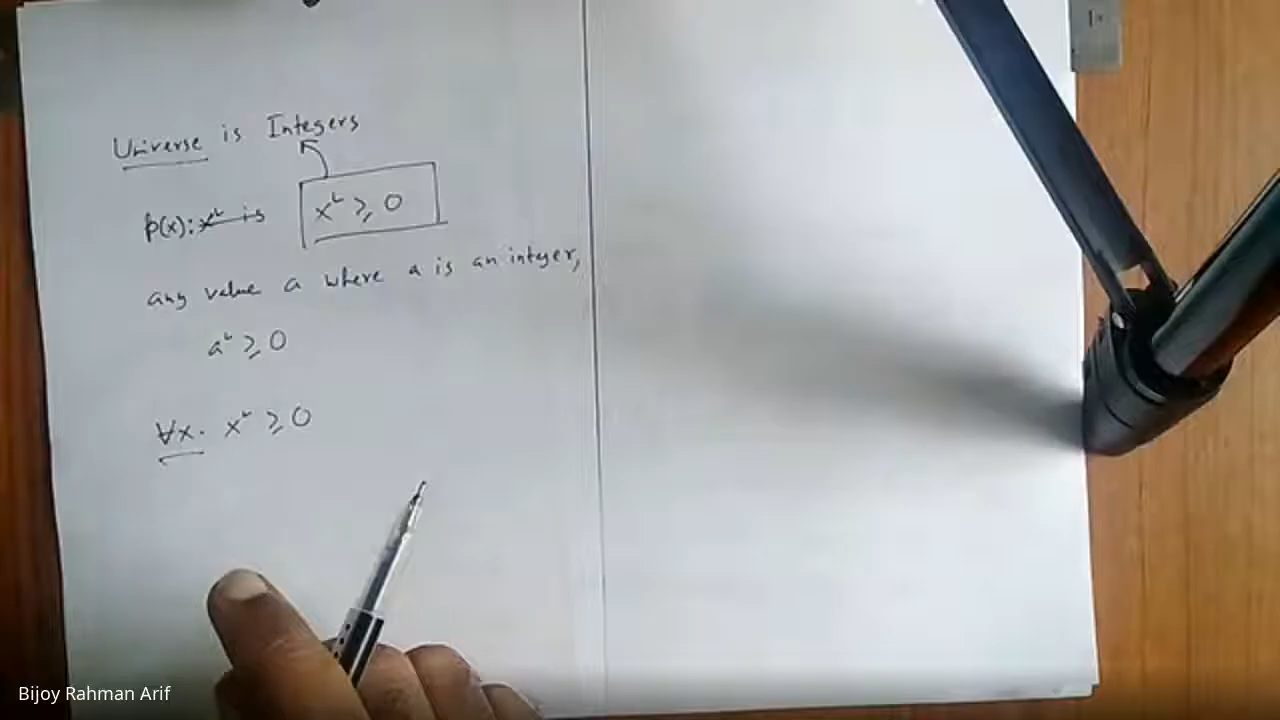 Universe is Integers
p(x): x² is x² ≥ 0
any value a where a is an integer,
a² ≥ 0
∀x. x² ≥ 0
Bijoy Rahman Arif